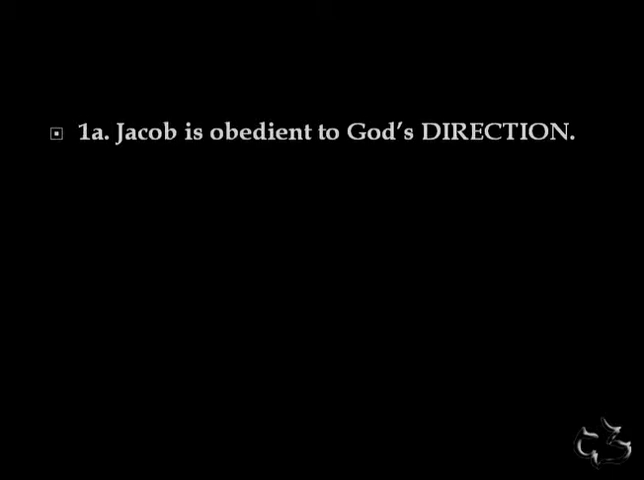 1a. Jacob is obedient to God's DIRECTION.